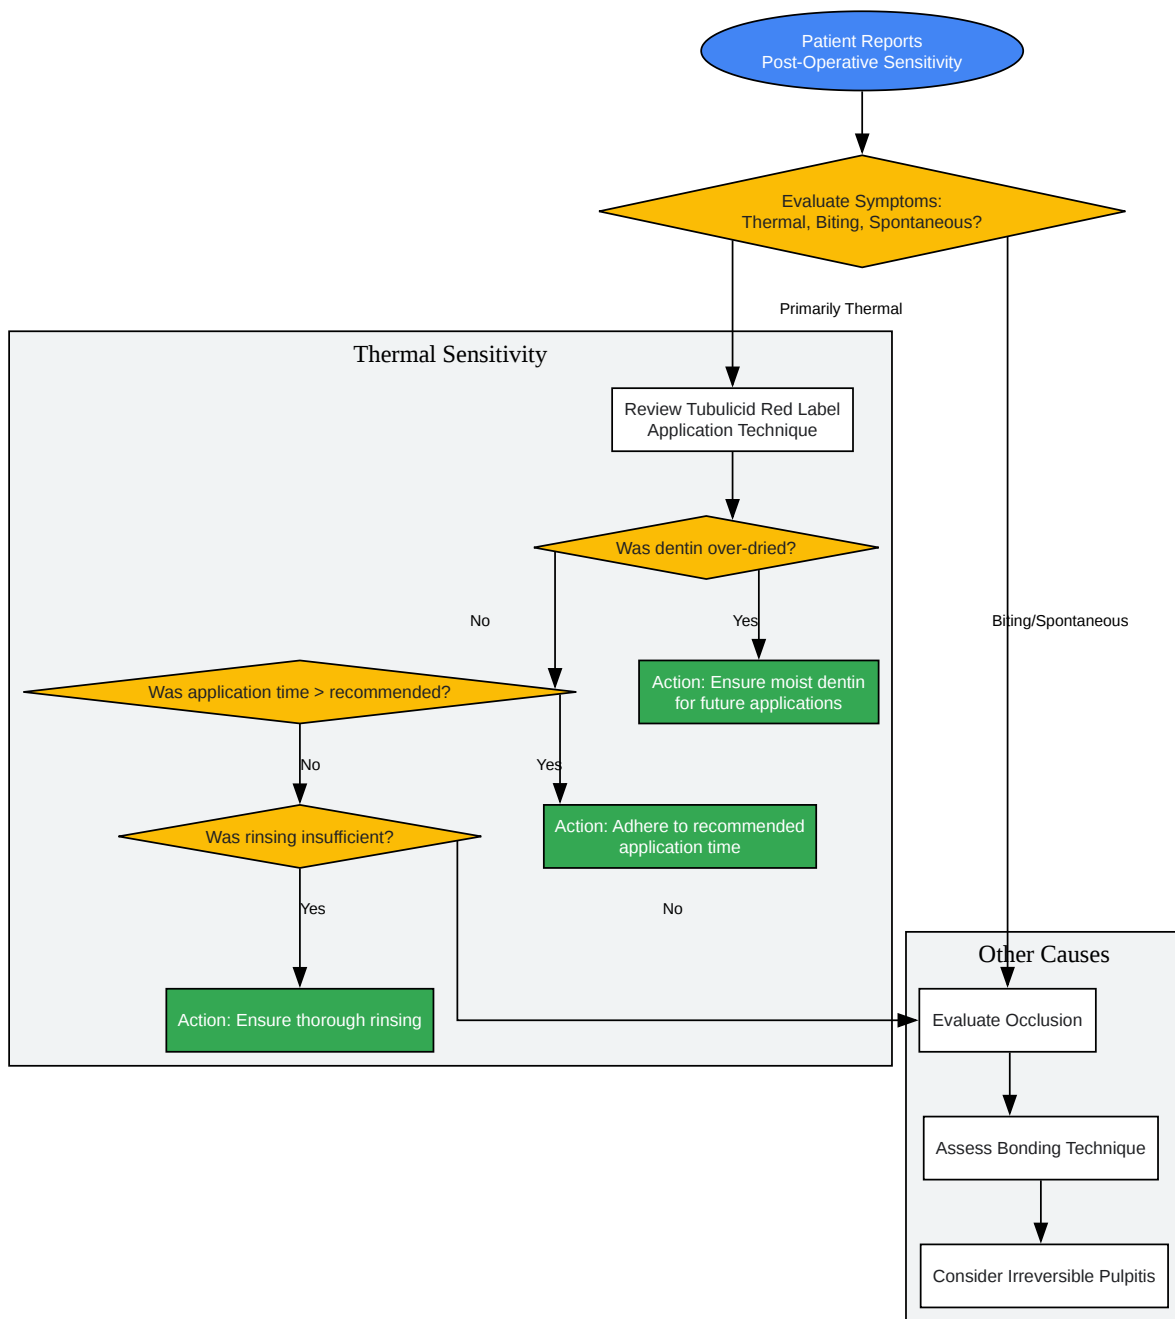 Patient Reports
Post-Operative Sensitivity
Evaluate Symptoms:
Thermal, Biting, Spontaneous?
Primarily Thermal
Thermal Sensitivity
Review Tubulicid Red Label
Application Technique
Was dentin over-dried?
No
Yes
Biting/Spontaneous
Was application time > recommended?
Action: Ensure moist dentin
for future applications
No
Yes
Was rinsing insufficient?
Action: Adhere to recommended
application time
Yes
No
Other Causes
Action: Ensure thorough rinsing
Evaluate Occlusion
Assess Bonding Technique
Consider Irreversible Pulpitis